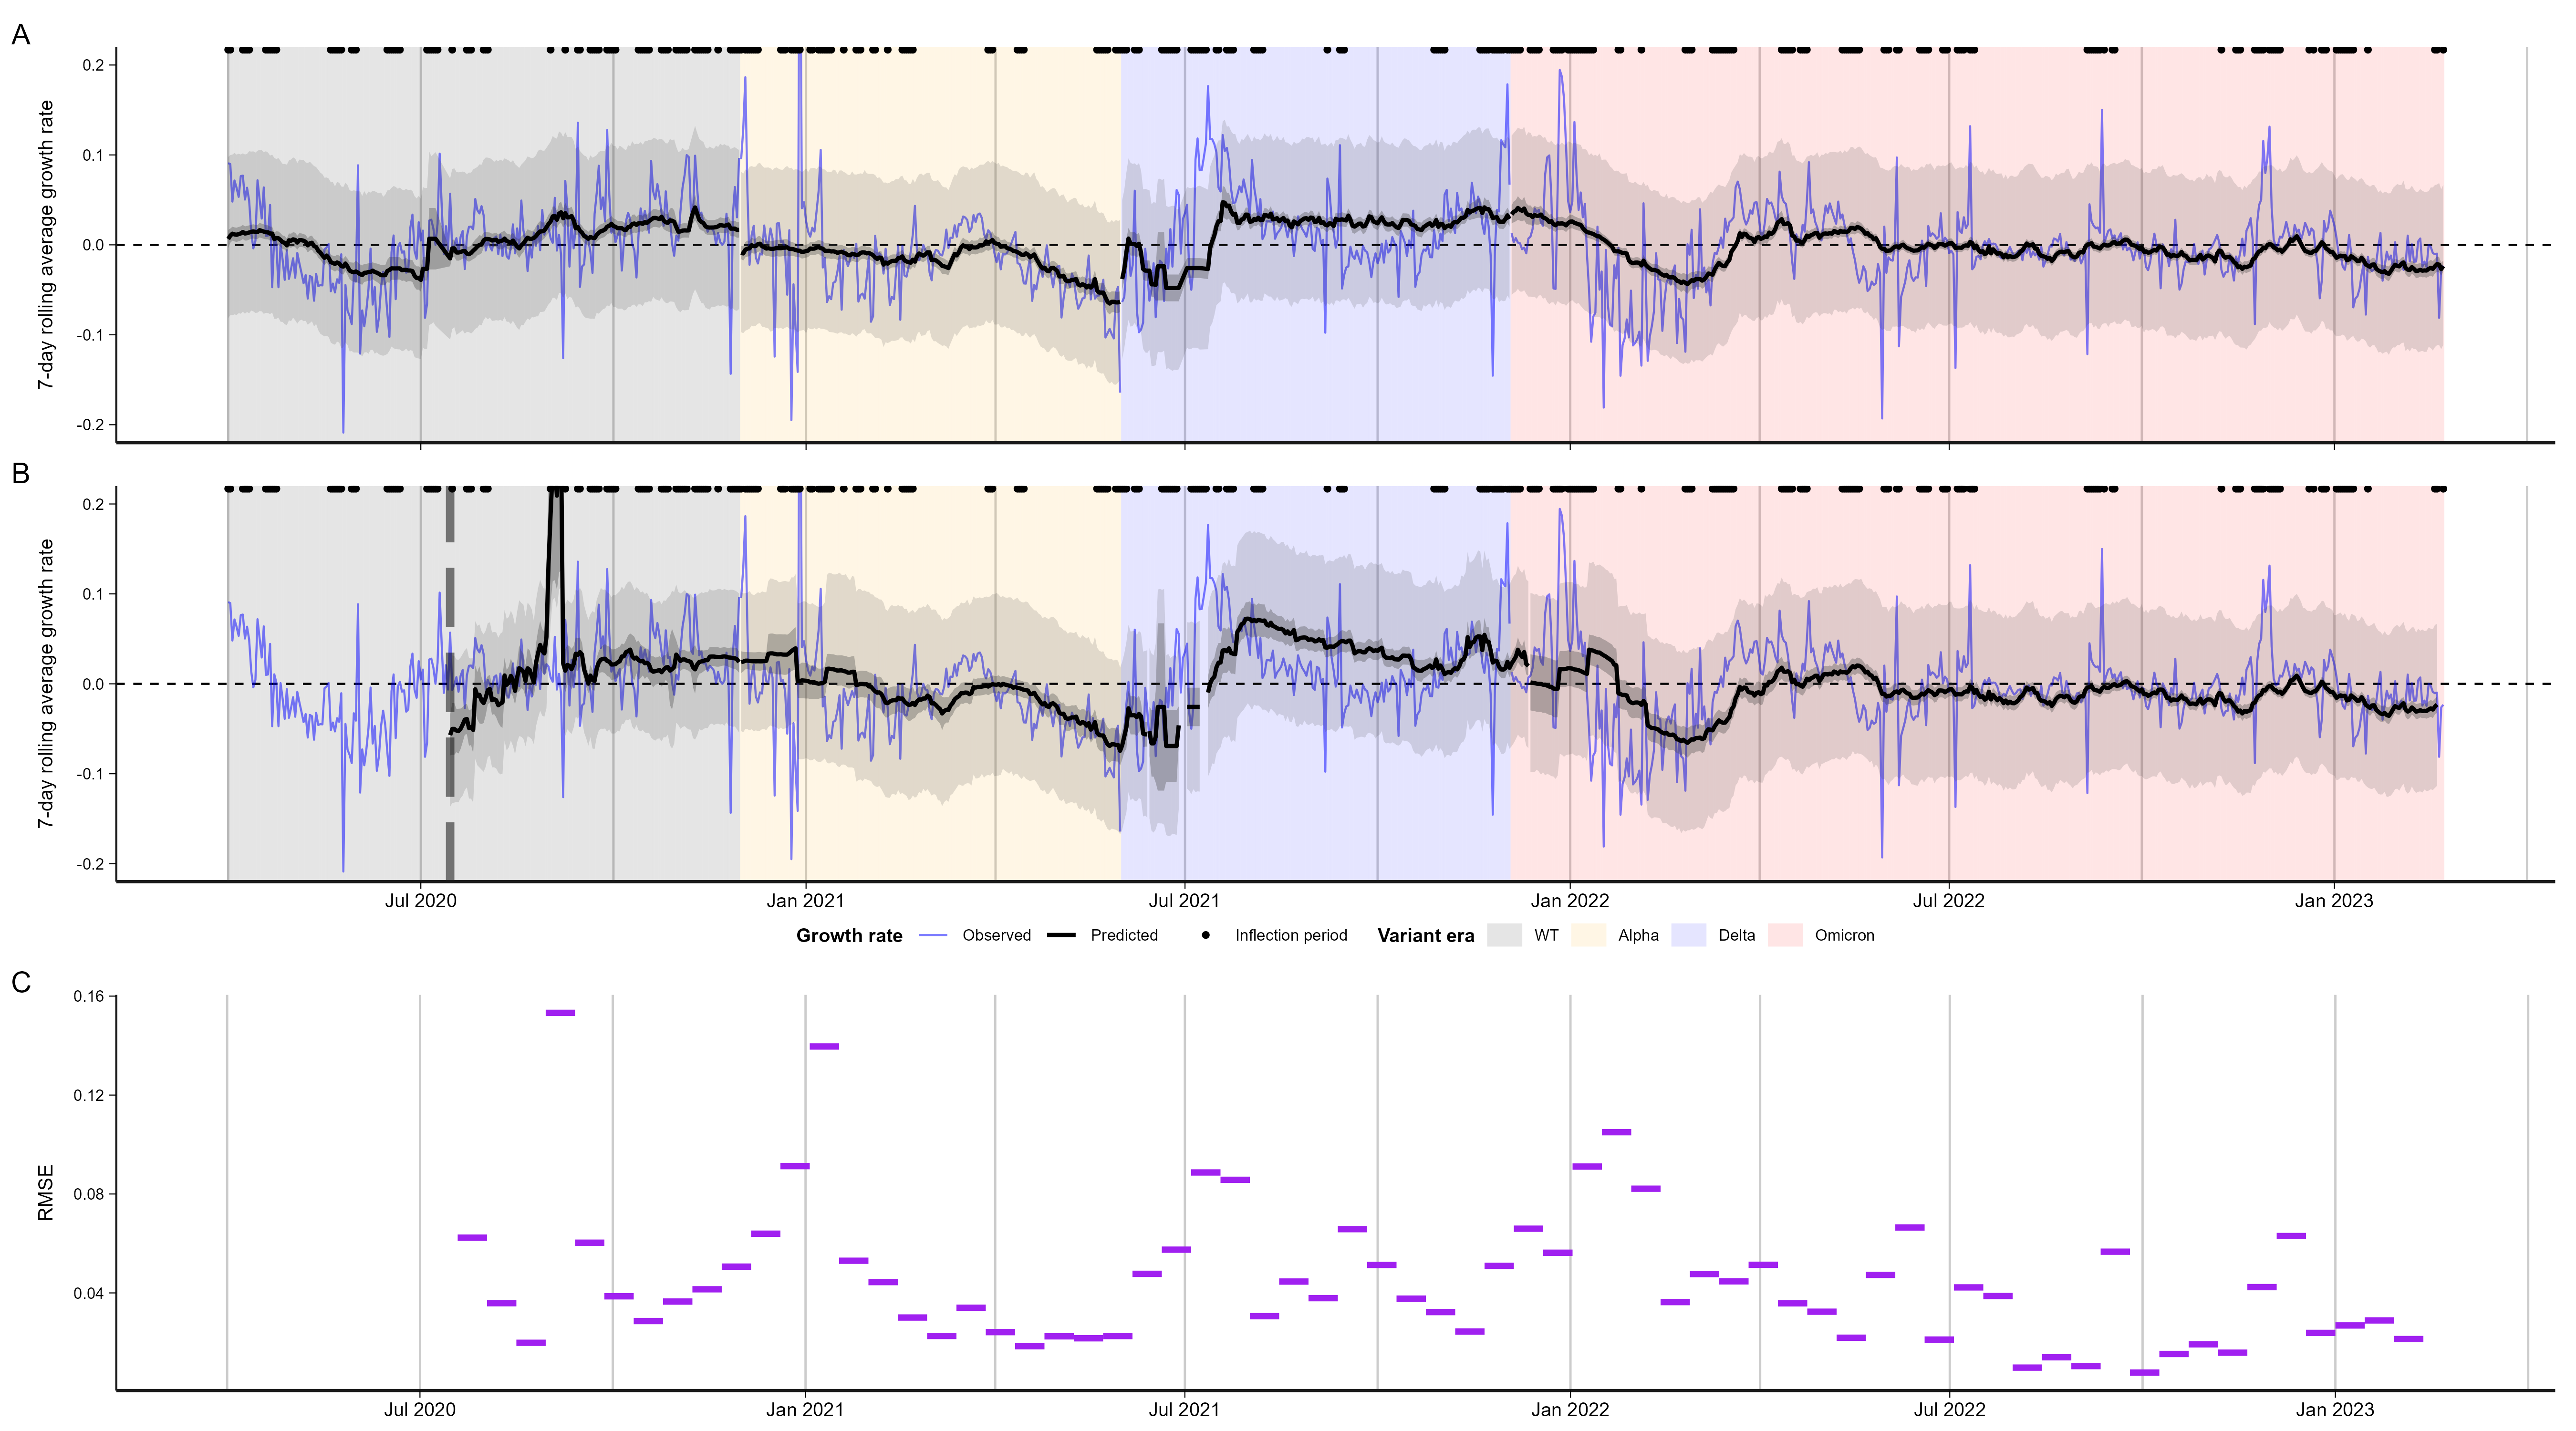 A
7-day rolling average growth rate
0.2
0.1
0.0
-0.1
-0.2
B
7-day rolling average growth rate
0.2
0.1
0.0
-0.1
-0.2
Jul 2020 Jan 2021 Jul 2021 Jan 2022 Jul 2022 Jan 2023
Growth rate Observed Predicted Inflection period Variant era WT Alpha Delta Omicron
C
RMSE
0.16
0.12
0.08
0.04
Jul 2020 Jan 2021 Jul 2021 Jan 2022 Jul 2022 Jan 2023